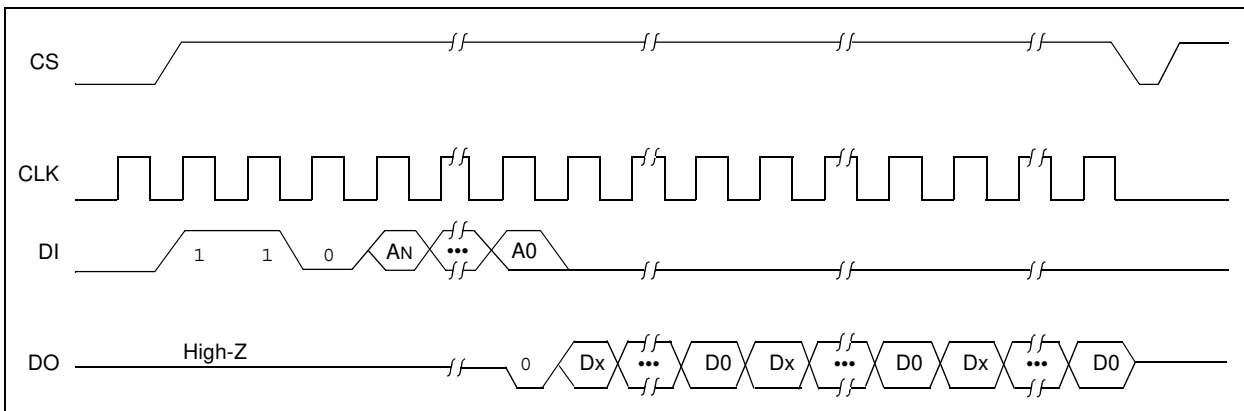 CS
CLK
DI 1 1 0 AN ••• A0
High-Z
DO 0 Dx ••• D0 Dx ••• D0 Dx ••• D0